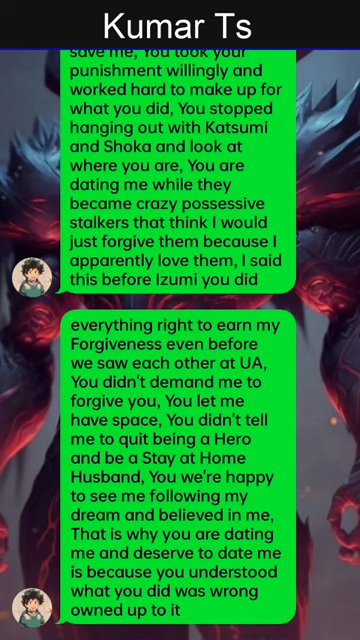 Kumar Ts
save me, You took your
punishment willingly and
worked hard to make up for
what you did, You stopped
hanging out with Katsumi
and Shoka and look at
where you are, You are
dating me while they
became crazy possessive
stalkers that think I would
just forgive them because I
apparently love them, I said
this before Izumi you did
everything right to earn my
Forgiveness even before
we saw each other at UA,
You didn't demand me to
forgive you, You let me
have space, You didn't tell
me to quit being a Hero
and be a Stay at Home
Husband, You we're happy
to see me following my
dream and believed in me,
That is why you are dating
me and deserve to date me
is because you understood
what you did was wrong
owned up to it